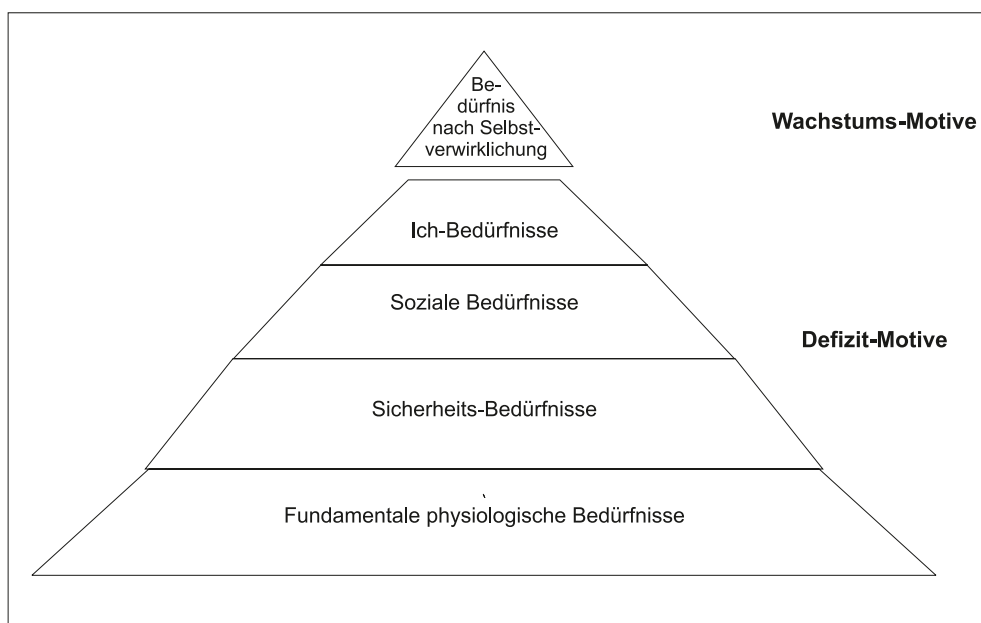 Be-
dürfnis
nach Selbst-
verwirklichung
Wachstums-Motive
Ich-Bedürfnisse
Soziale Bedürfnisse
Defizit-Motive
Sicherheits-Bedürfnisse
Fundamentale physiologische Bedürfnisse